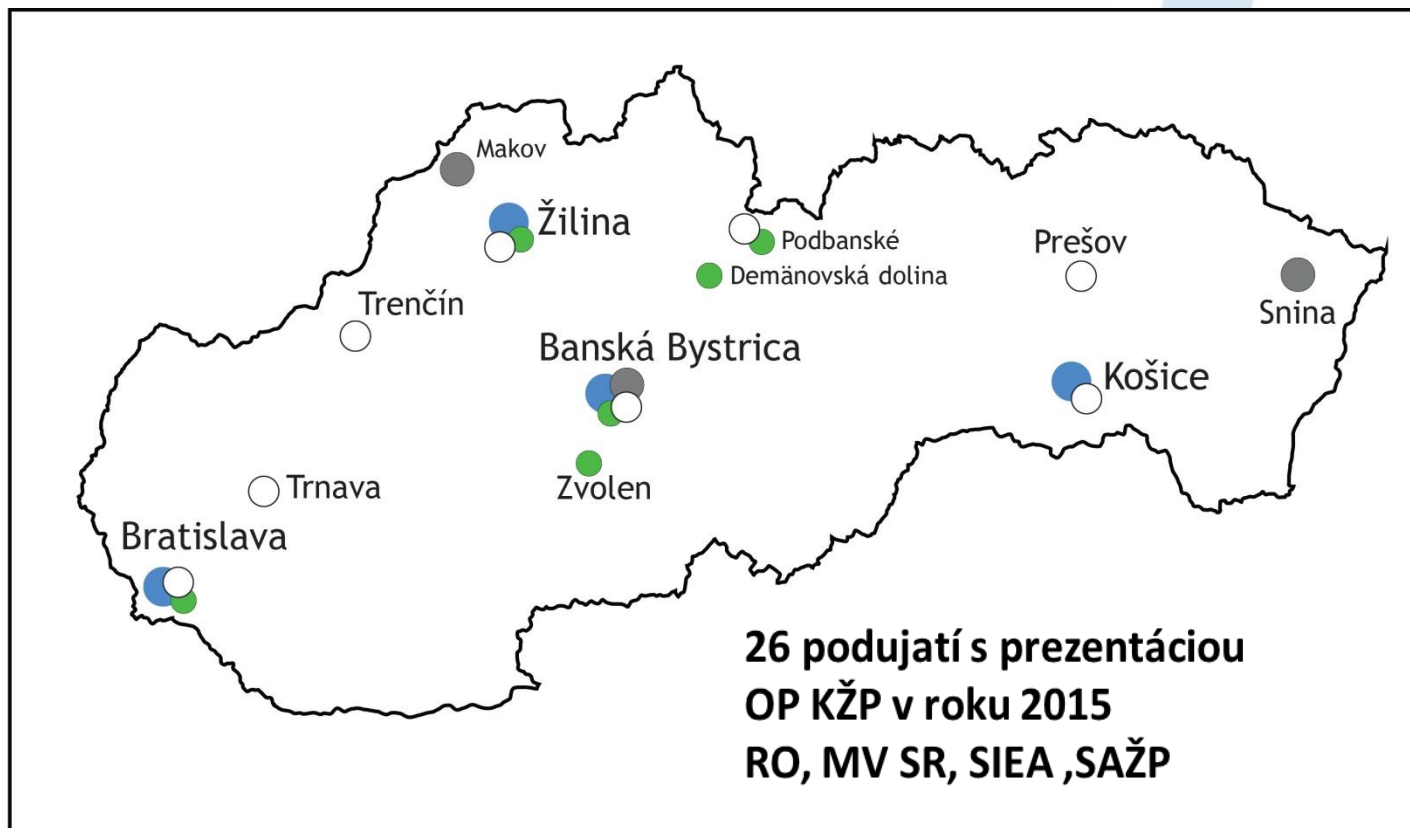 Makov
Žilina
Podbanské
Prešov
Demänovská dolina
Trenčín
Snina
Banská Bystrica
Košice
Trnava
Zvolen
Bratislava
26 podujatí s prezentáciou
OP KŽP v roku 2015
RO, MV SR, SIEA ,SAŽP